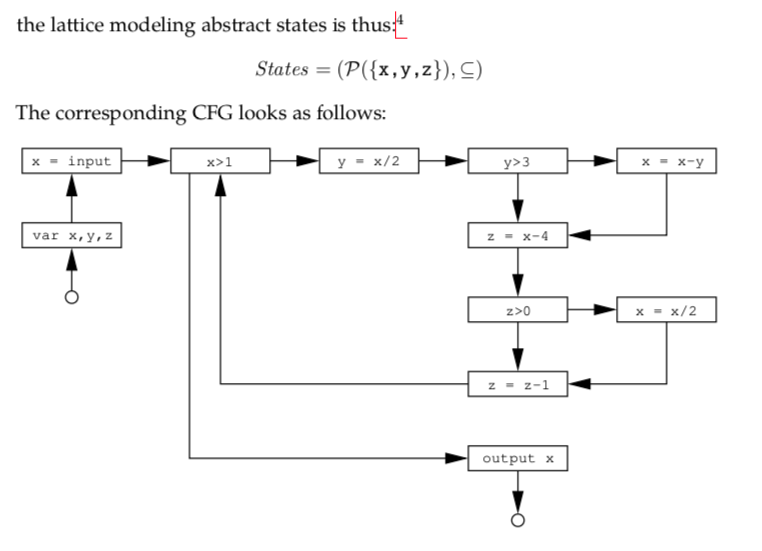 the lattice modeling abstract states is thus:4
States = (P({x,y,z}),⊆)
The corresponding CFG looks as follows:
x = input
x>1
y = x/2
y>3
x = x-y
var x,y,z
z = x-4
z>0
x = x/2
z = z-1
output x